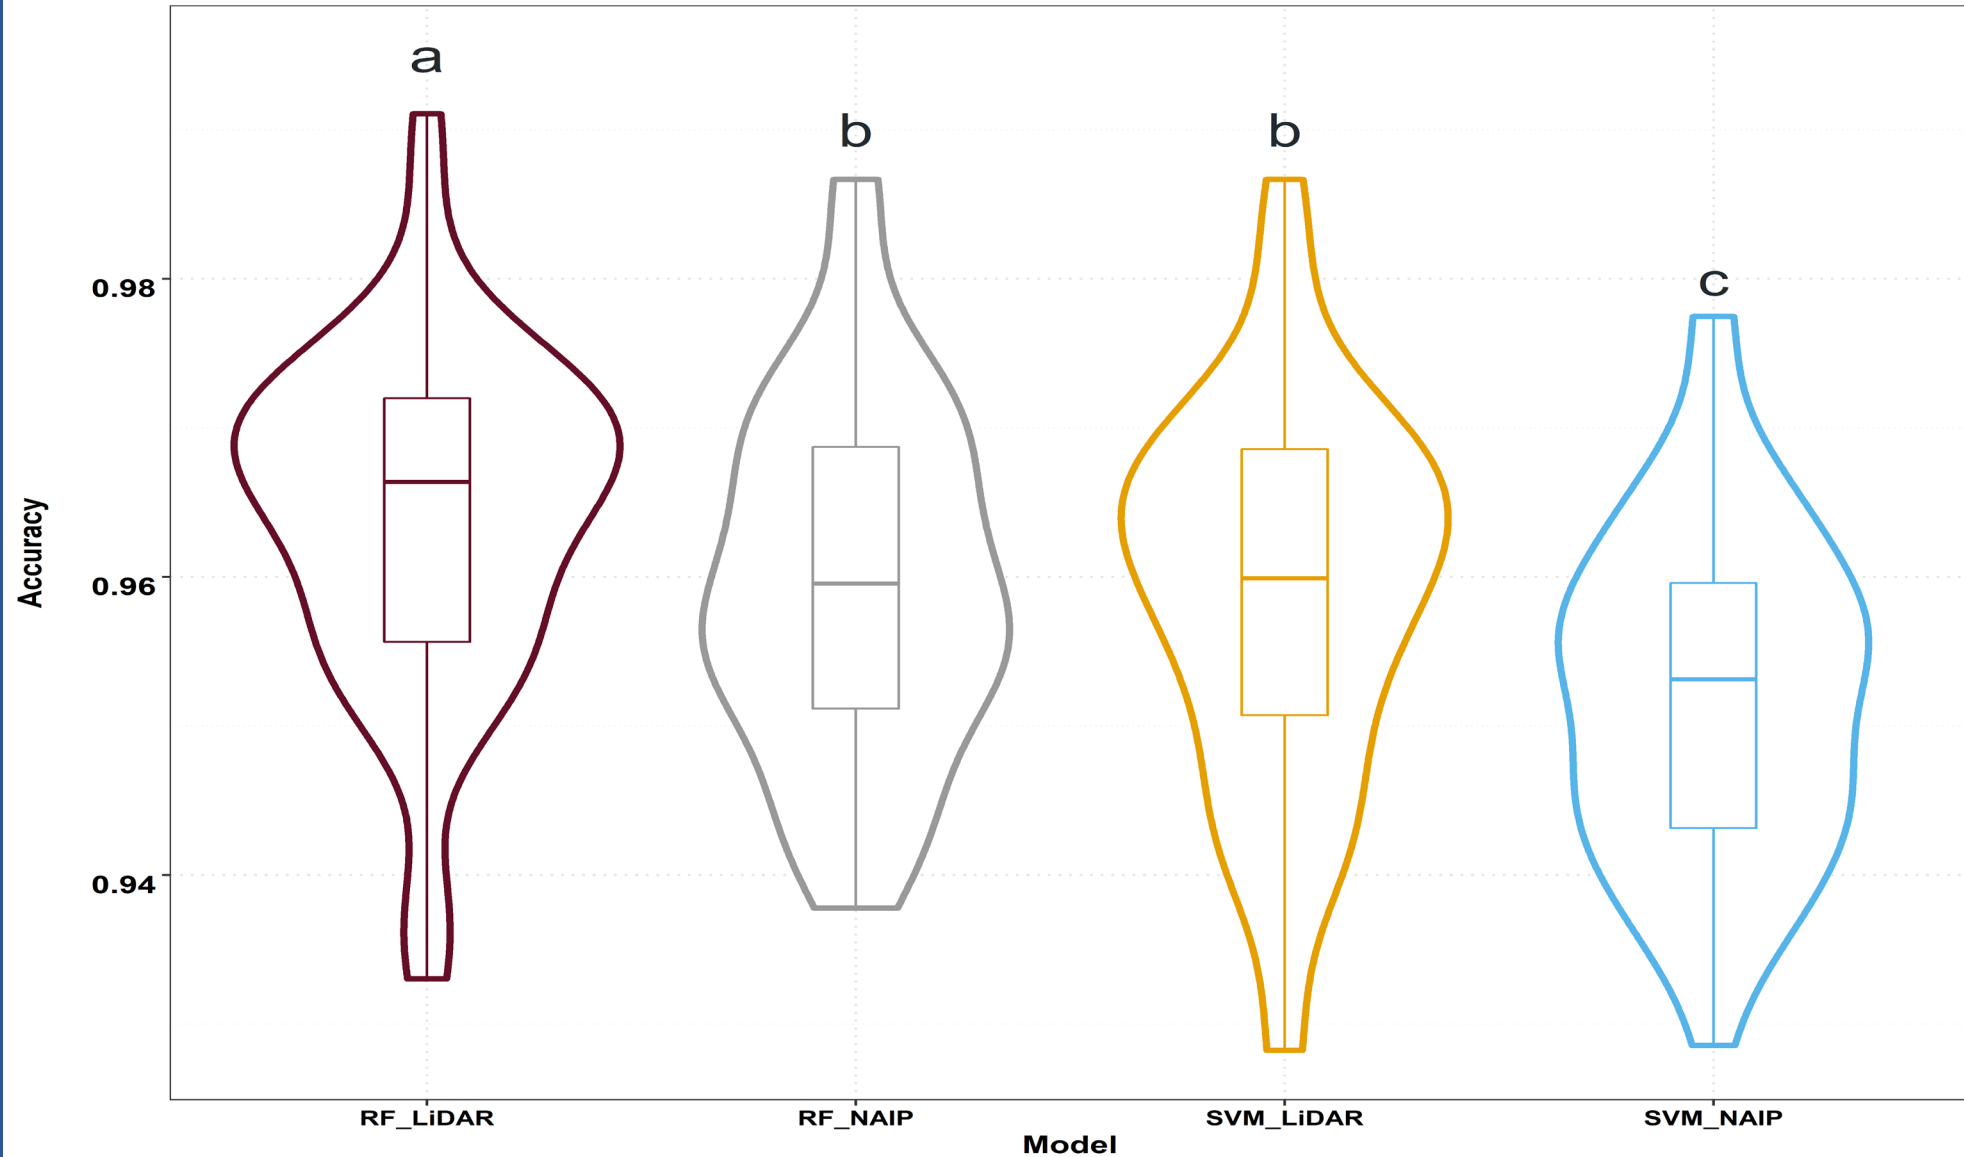 a
b
b
c
0.98
0.96
0.94
Accuracy
RF_LiDAR
RF_NAIP
SVM_LiDAR
SVM_NAIP
Model